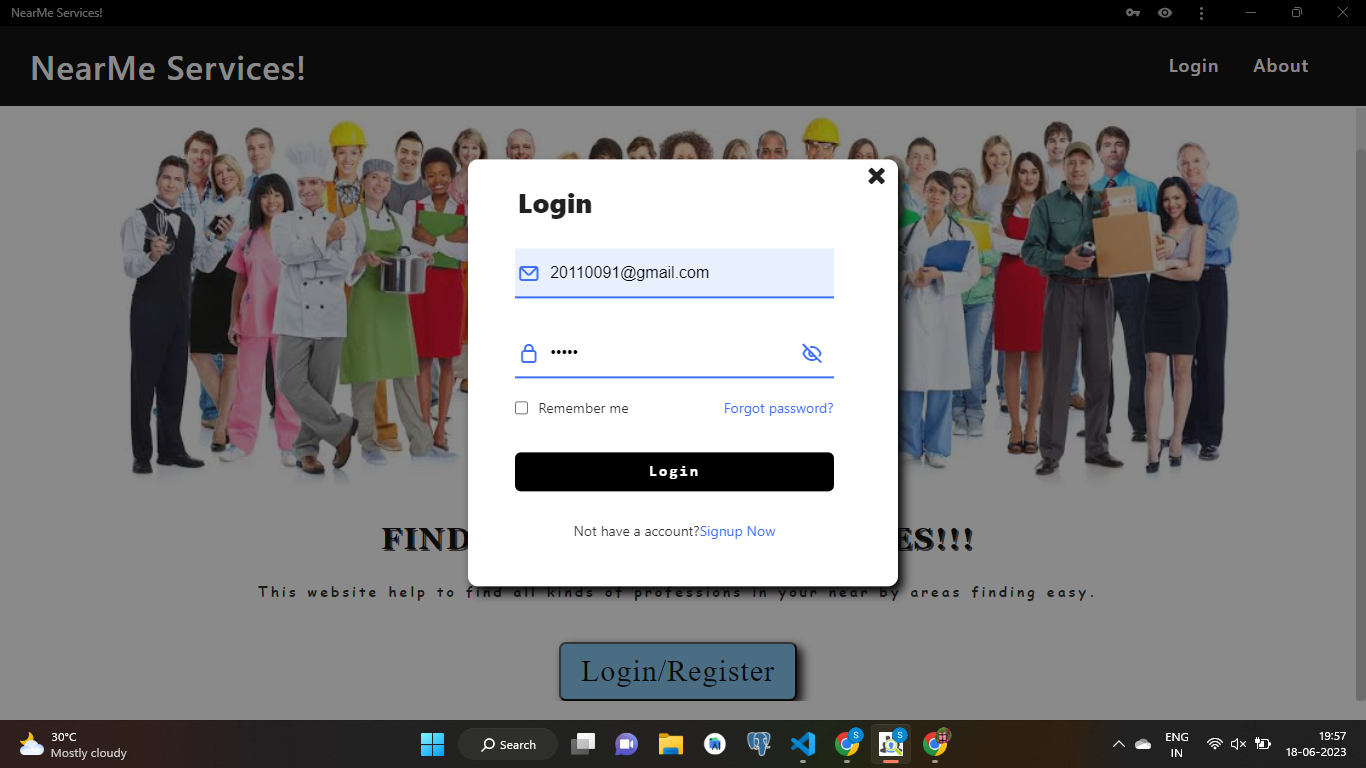 NearMe Services!
NearMe Services!
Login About
Login
20110091@gmail.com
•••••
Remember me Forgot password?
Login
Not have a account?Signup Now
FIND ES!!!
This website help to find all kinds of professions in your near by areas finding easy.
Login/Register
30°C
Mostly cloudy
Search
S
S
ENG
IN
19:57
18-06-2023